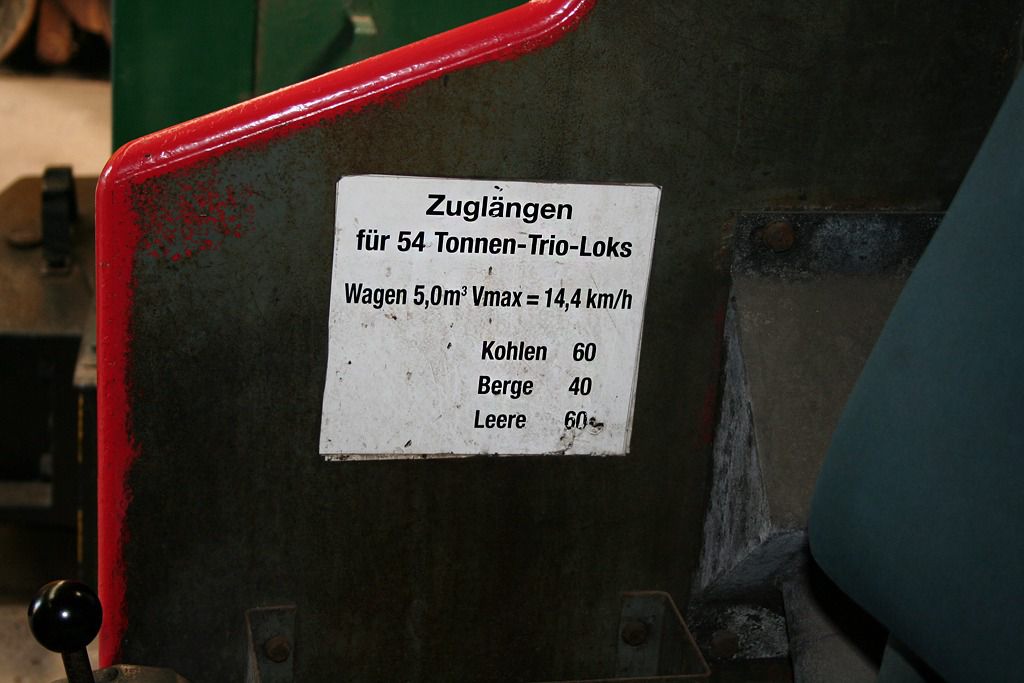 Zuglängen
für 54 Tonnen-Trio-Loks
Wagen 5,0m³ Vmax = 14,4 km/h
Kohlen 60
Berge 40
Leere 60